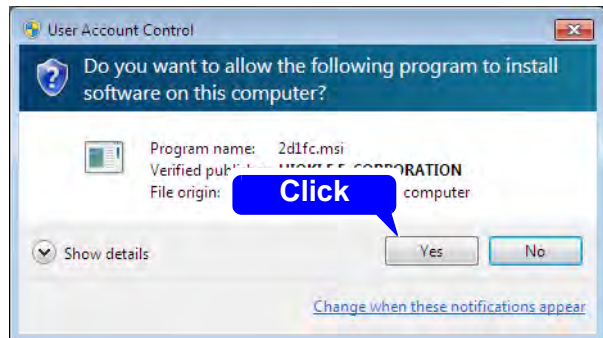 User Account Control
Do you want to allow the following program to install
software on this computer?
Program name: 2d1fc.msi
Verified CORPORATION
File origin: computer
Click
Show details
Yes
No
Change when these notifications appear